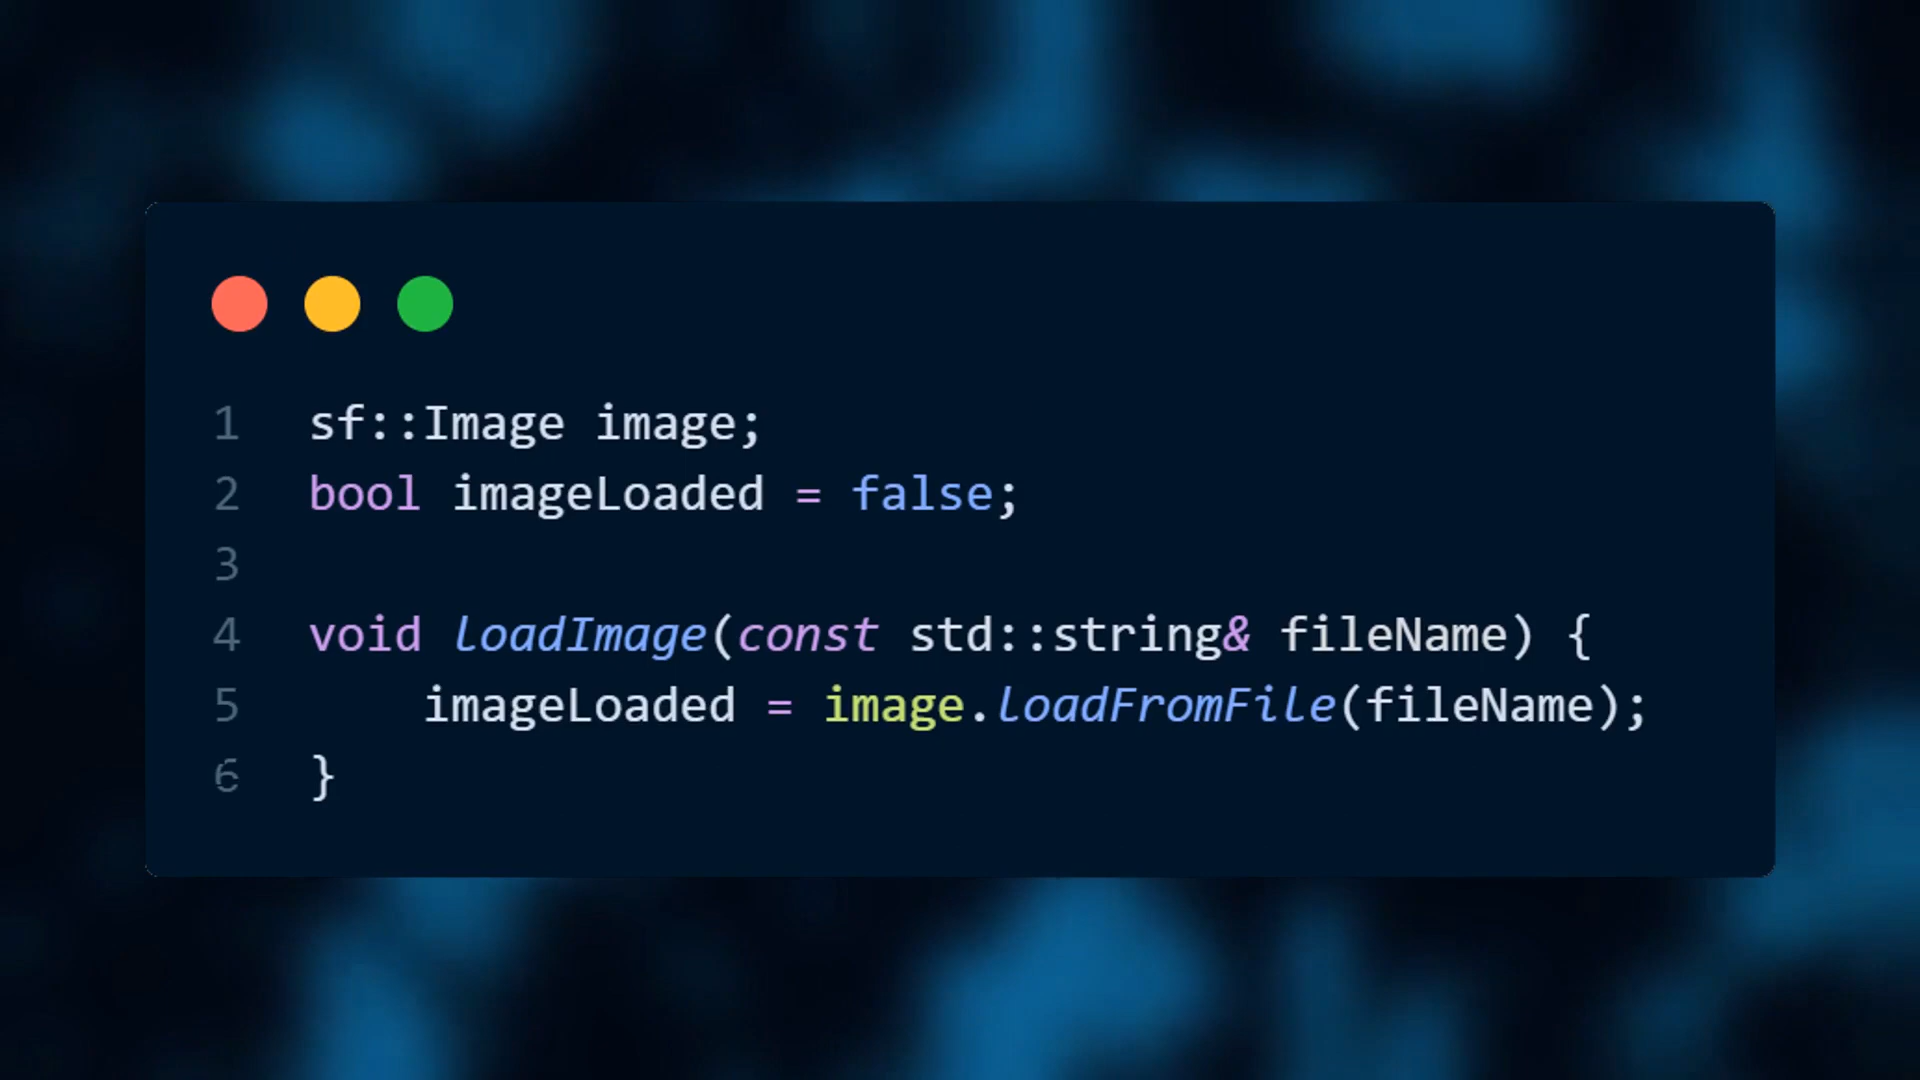 1 sf::Image image;
2 bool imageLoaded = false;
3
4 void loadImage(const std::string& fileName) {
5     imageLoaded = image.loadFromFile(fileName);
6 }